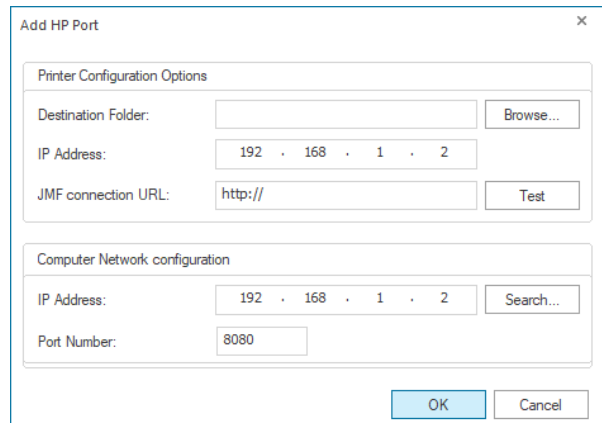 Add HP Port
Printer Configuration Options
Destination Folder: Browse...
IP Address: 192 . 168 . 1 . 2
JMF connection URL: http:// Test
Computer Network configuration
IP Address: 192 . 168 . 1 . 2 Search...
Port Number: 8080
OK Cancel